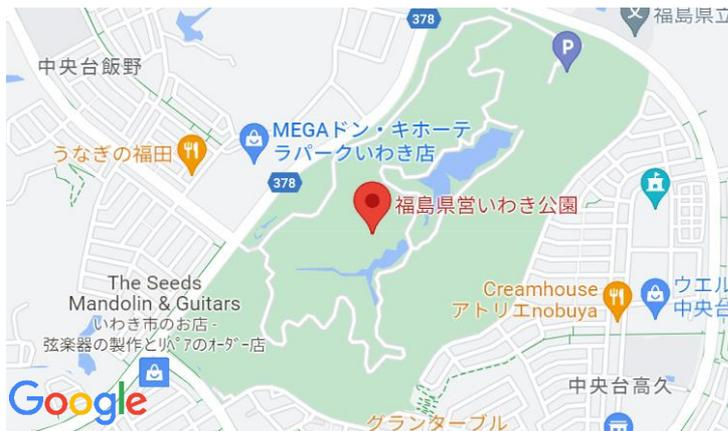 378
福島県立
中央台飯野
P
MEGAドン・キホーテ
ラパークいわき店
うなぎの福田
378
福島県営いわき公園
The Seeds
Mandolin & Guitars
いわき市のお店 -
弦楽器の製作とリペアのオーダー店
Creamhouse
アトリエnobuya
ウエル
中央台
中央台高久
Google
グランターブル